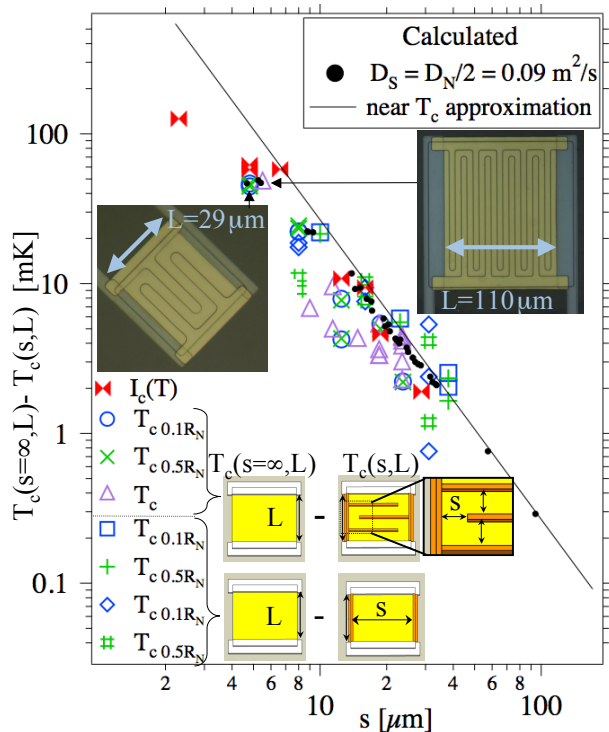 Calculated
D_S = D_N/2 = 0.09 m²/s
near T_c approximation
T_c(s=∞,L)- T_c(s,L) [mK]
100
10
1
0.1
L=29μm
L=110μm
I_c(T)
T_c 0.1R_N
T_c 0.5R_N
T_c
T_c 0.1R_N
T_c 0.5R_N
T_c 0.1R_N
T_c 0.5R_N
T_c(s=∞,L)
T_c(s,L)
L
-
s
L
-
s
2
4
6
8
10
2
4
6
8
100
s [μm]